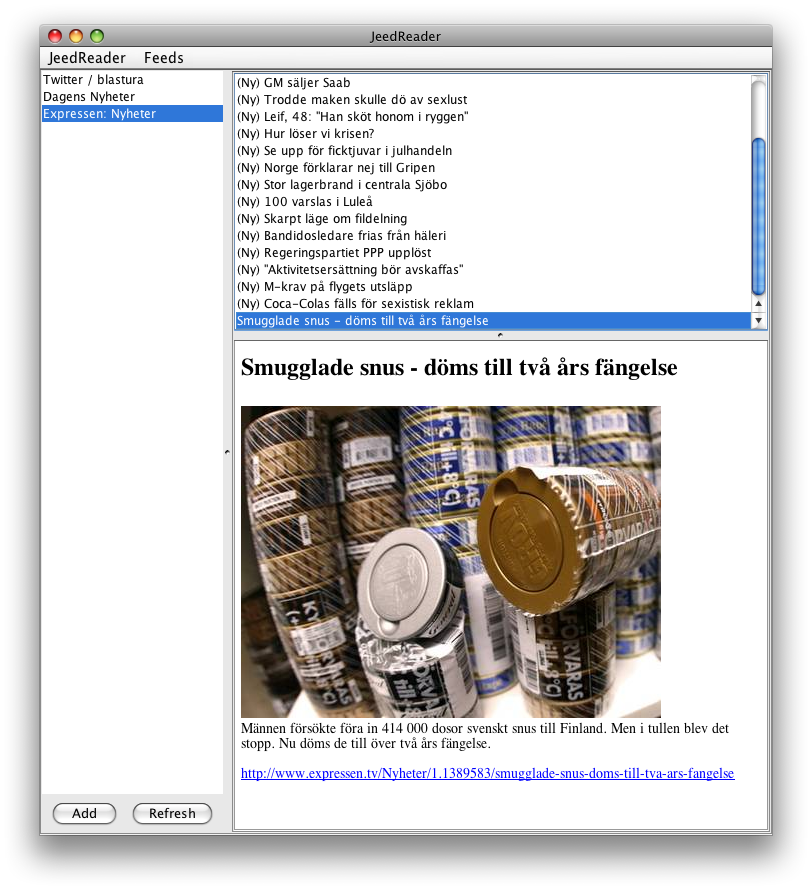 JeedReader
JeedReader Feeds
Twitter / blastura
Dagens Nyheter
Expressen: Nyheter
(Ny) GM säljer Saab
(Ny) Trodde maken skulle dö av sexlust
(Ny) Leif, 48: "Han sköt honom i ryggen"
(Ny) Hur löser vi krisen?
(Ny) Se upp för ficktjuvar i julhandeln
(Ny) Norge förklarar nej till Gripen
(Ny) Stor lagerbrand i centrala Sjöbo
(Ny) 100 varslas i Luleå
(Ny) Skarpt läge om fildelning
(Ny) Bandidosledare frias från häleri
(Ny) Regeringspartiet PPP upplöst
(Ny) "Aktivitetsersättning bör avskaffas"
(Ny) M-krav på flygets utsläpp
(Ny) Coca-Colas fälls för sexistisk reklam
Smugglade snus - döms till två års fängelse
Smugglade snus - döms till två års fängelse
FÖRVARAS
till +8°C)
FÖRVARAS
FÖRVARAS
Männen försökte föra in 414 000 dosor svenskt snus till Finland. Men i tullen blev det
stopp. Nu döms de till över två års fängelse.
http://www.expressen.tv/Nyheter/1.1389583/smugglade-snus-doms-till-tva-ars-fangelse
Add Refresh